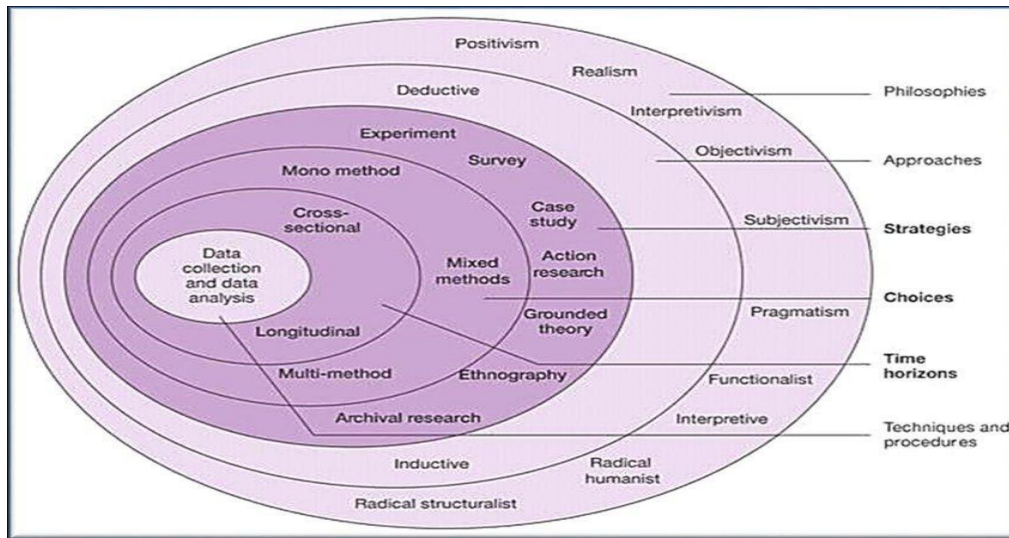 Positivism
Realism
Interpretivism
Objectivism
Subjectivism
Pragmatism
Functionalist
Interpretive
Radical
humanist
Radical structuralist
Deductive
Inductive
Experiment
Survey
Case
study
Action
research
Grounded
theory
Ethnography
Archival research
Mono method
Mixed
methods
Multi-method
Cross-
sectional
Longitudinal
Data
collection
and data
analysis
Philosophies
Approaches
Strategies
Choices
Time
horizons
Techniques and
procedures